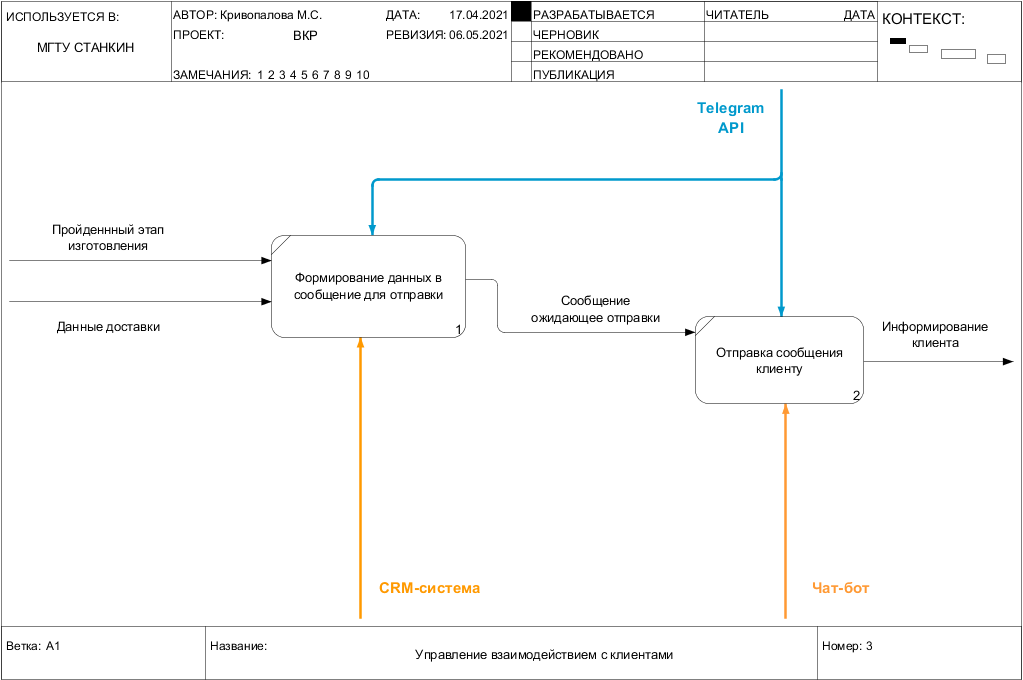 ИСПОЛЬЗУЕТСЯ В:
МГТУ СТАНКИН
АВТОР: Кривопалова М.С.
ДАТА: 17.04.2021
ПРОЕКТ: ВКР
РЕВИЗИЯ: 06.05.2021
ЗАМЕЧАНИЯ: 1 2 3 4 5 6 7 8 9 10
РАЗРАБАТЫВАЕТСЯ
ЧЕРНОВИК
РЕКОМЕНДОВАНО
ПУБЛИКАЦИЯ
ЧИТАТЕЛЬ ДАТА
КОНТЕКСТ:
Telegram
API
Пройденнный этап
изготовления
Данные доставки
Формирование данных в
сообщение для отправки
1
Сообщение
ожидающее отправки
Отправка сообщения
клиенту
2
Информирование
клиента
CRM-система
Чат-бот
Ветка: A1
Название:
Управление взаимодействием с клиентами
Номер: 3